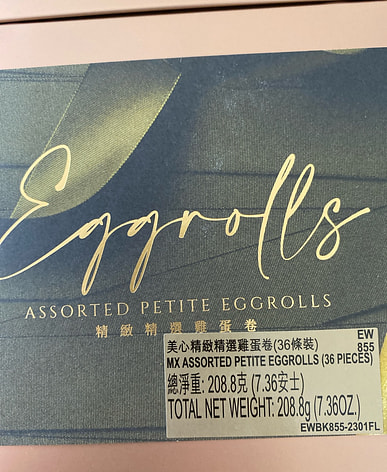 Eggrolls
ASSORTED PETITE EGGROLLS
精緻精選雞蛋卷
美心精緻精選雞蛋卷(36條裝)
EW
855
MX ASSORTED PETITE EGGROLLS (36 PIECES)
總淨重: 208.8克 (7.36安士)
TOTAL NET WEIGHT: 208.8g (7.36OZ.)
EWBK855-2301FL